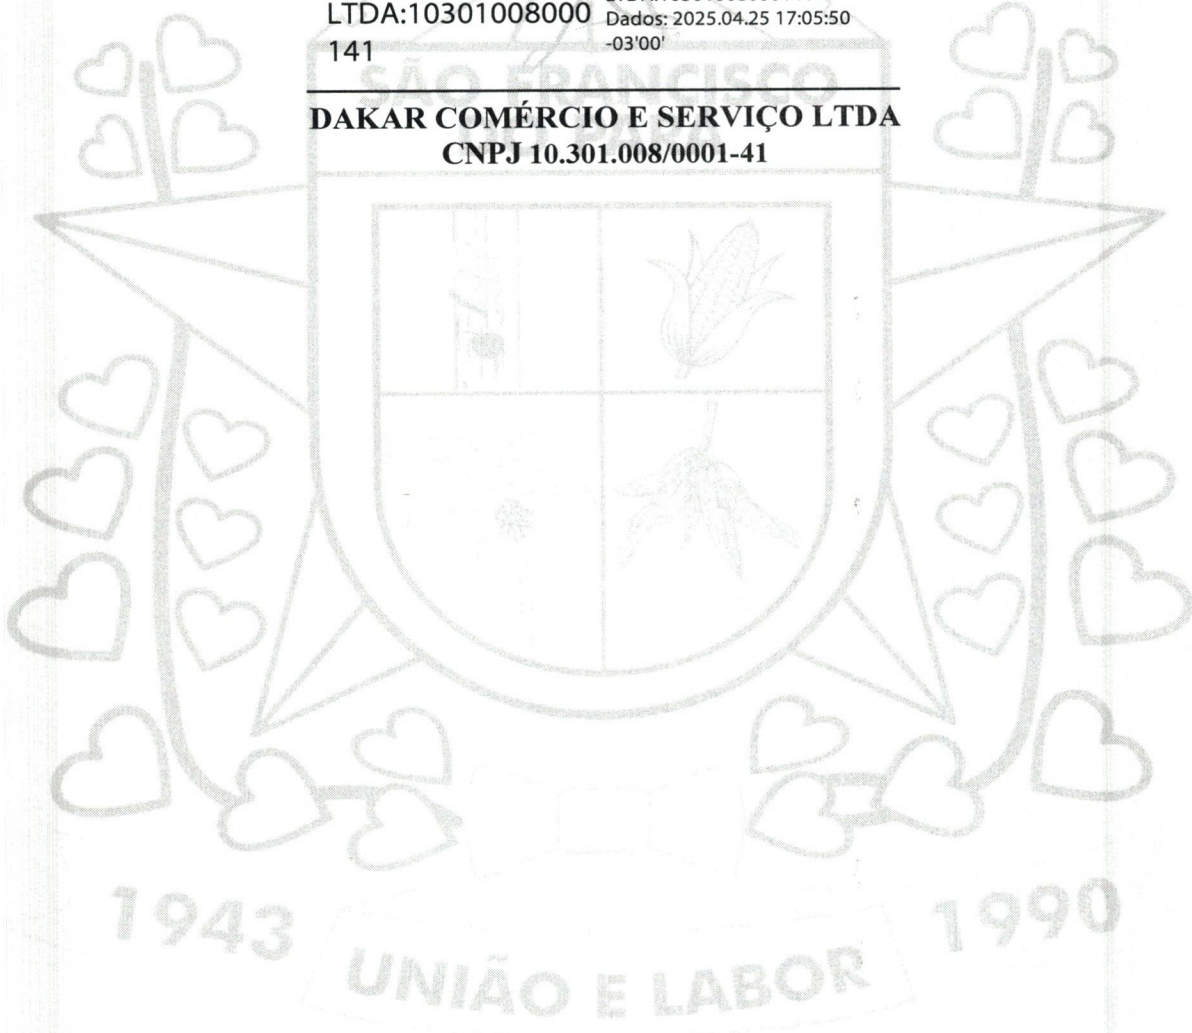 LTDA:10301008000
141
Dados: 2025.04.25 17:05:50
-03'00'
SÃO FRANCISCO
DAKAR COMÉRCIO E SERVIÇO LTDA
CNPJ 10.301.008/0001-41
1943
UNIÃO E LABOR
1990